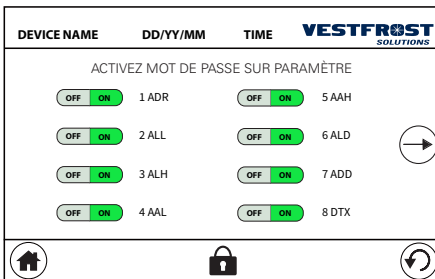 DEVICE NAME DD/YY/MM TIME VESTFROST
SOLUTIONS
ACTIVEZ MOT DE PASSE SUR PARAMÈTRE
OFF ON 1 ADR OFF ON 5 AAH
OFF ON 2 ALL OFF ON 6 ALD
OFF ON 3 ALH OFF ON 7 ADD
OFF ON 4 AAL OFF ON 8 DTX